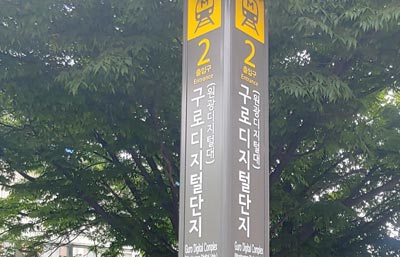 2
출입구
Entrance
구로디지털단지
(원광디지털대)
Guro Digital Complex
2
출입구
Entrance
구로디지털단지
(원광디지털대)
Guro Digital Complex